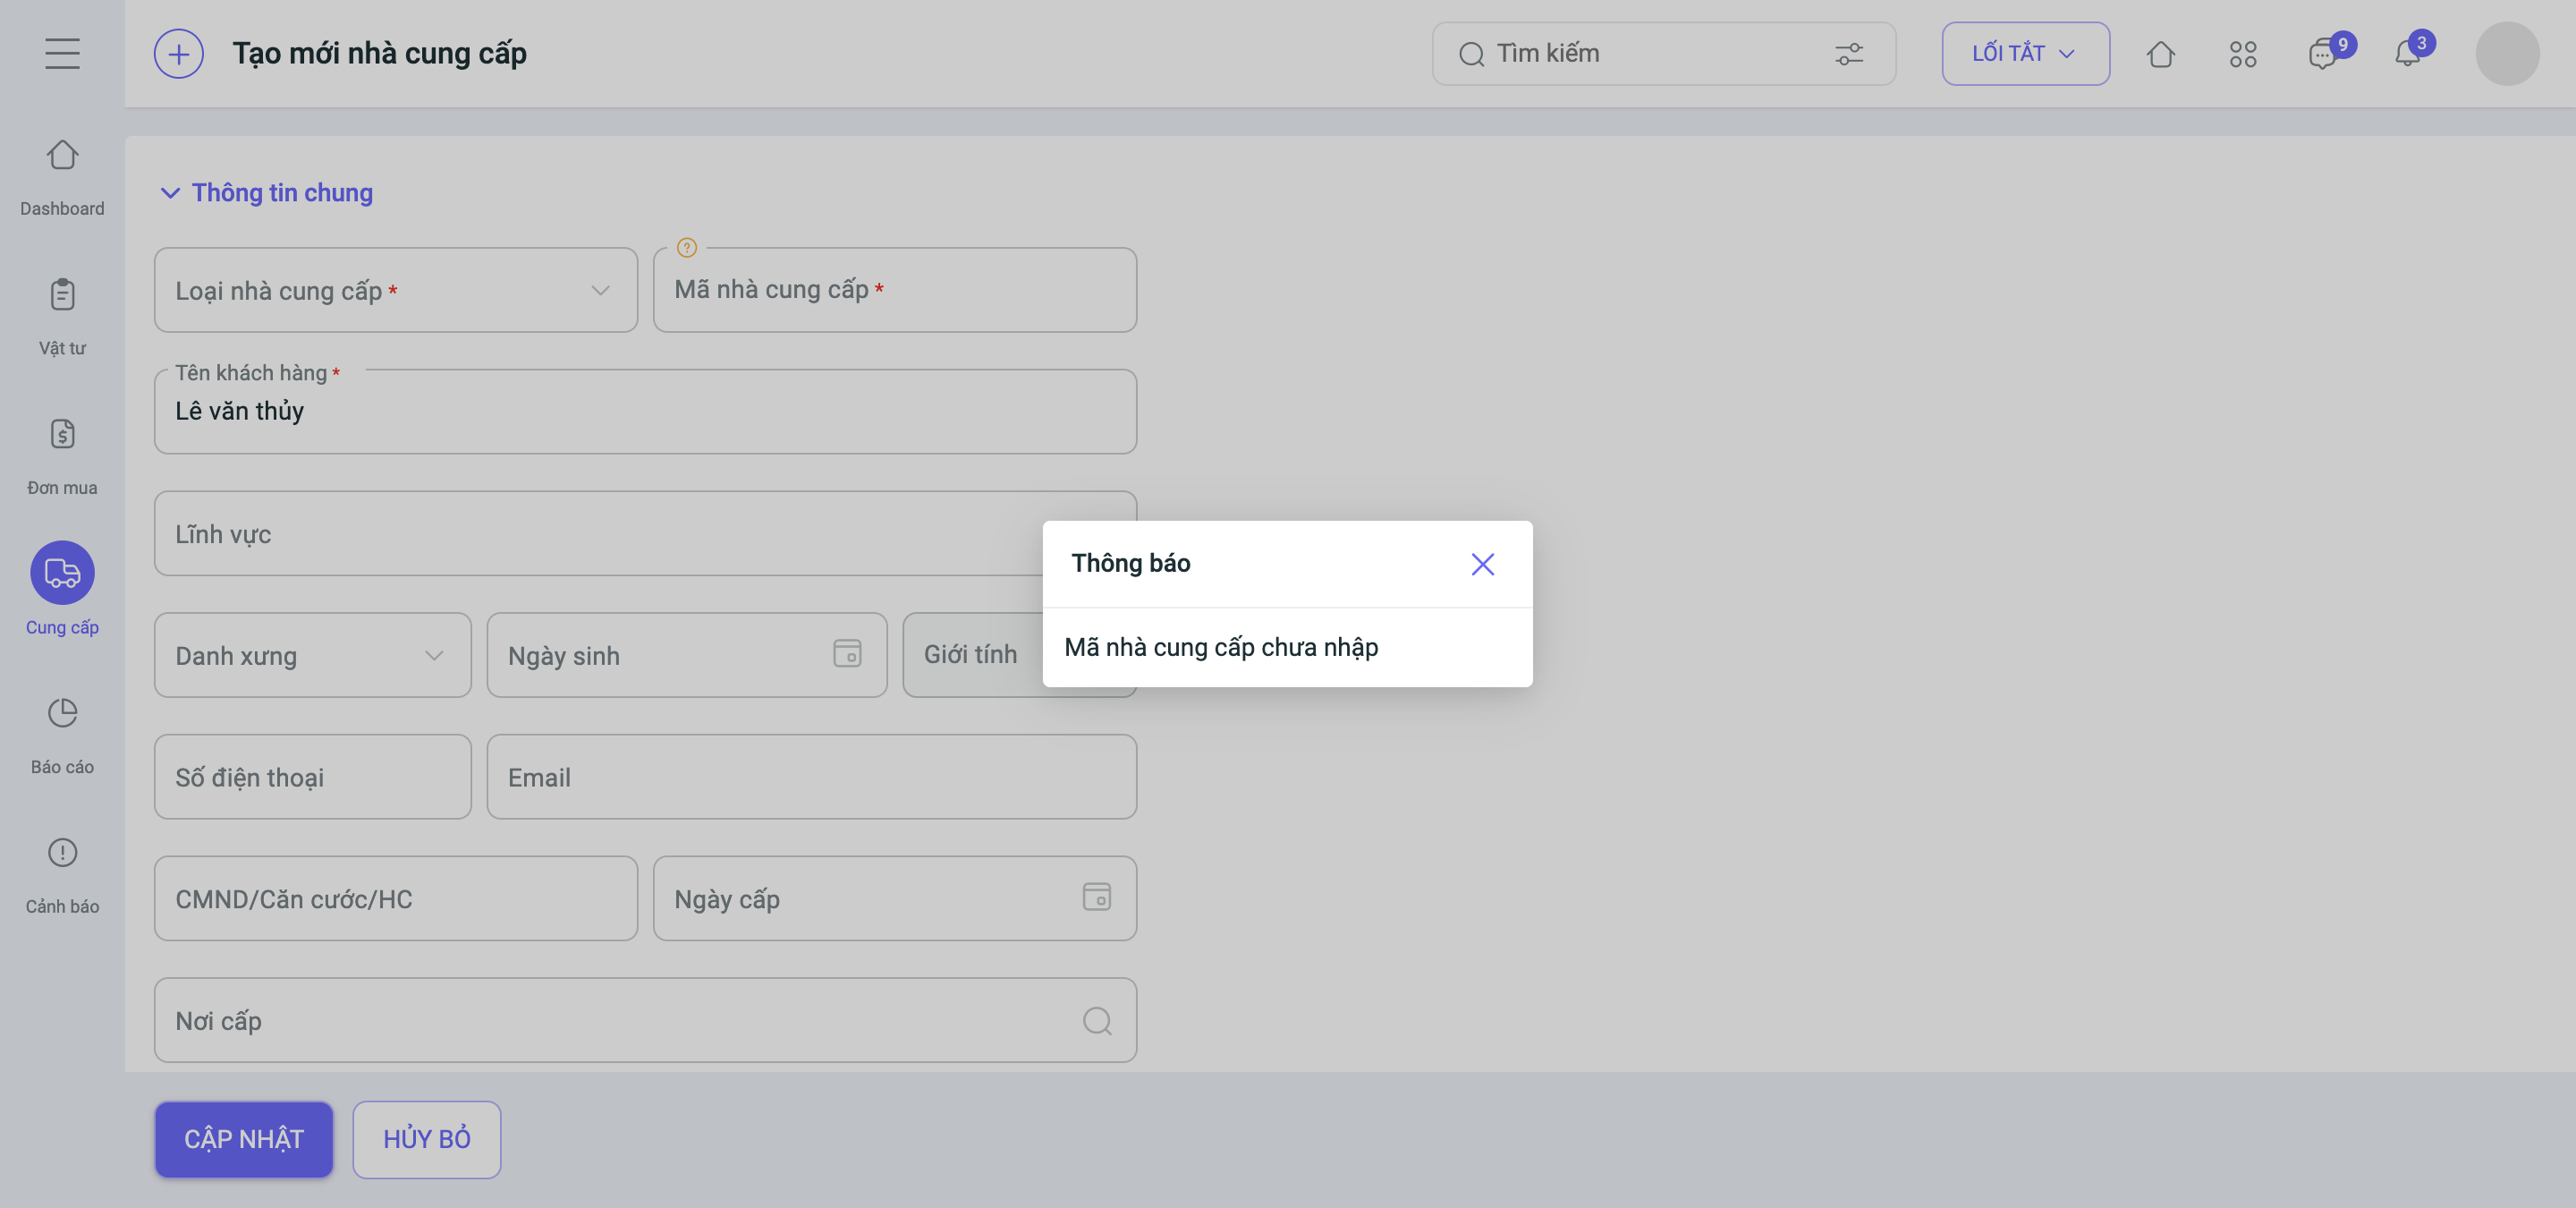 Tạo mới nhà cung cấp
Tìm kiếm
LỐI TẮT
9
3
Dashboard
Vật tư
Đơn mua
Cung cấp
Báo cáo
Cảnh báo
Thông tin chung
Loại nhà cung cấp *
Mã nhà cung cấp *
Tên khách hàng *
Lê văn thủy
Lĩnh vực
Danh xưng
Ngày sinh
Giới tính
Số điện thoại
Email
CMND/Căn cước/HC
Ngày cấp
Nơi cấp
Thông báo
Mã nhà cung cấp chưa nhập
CẬP NHẬT
HỦY BỎ